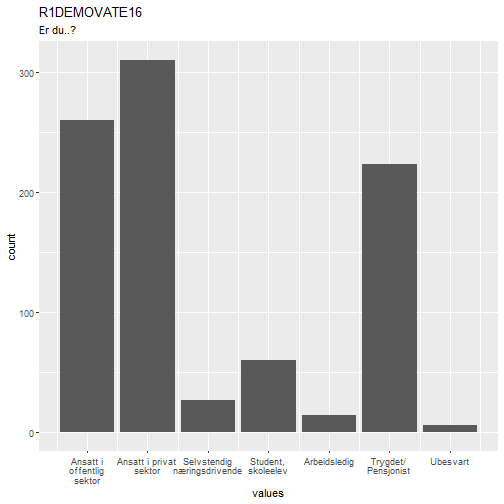 R1DEMOVATE16
Er du..?
count
300
200
100
0
Ansatt i
offentlig
sektor
Ansatt i privat
sektor
Selvstendig
næringsdrivende
Student,
skoleelev
Arbeidsledig
Trygdet/
Pensjonist
Ubesvart
values